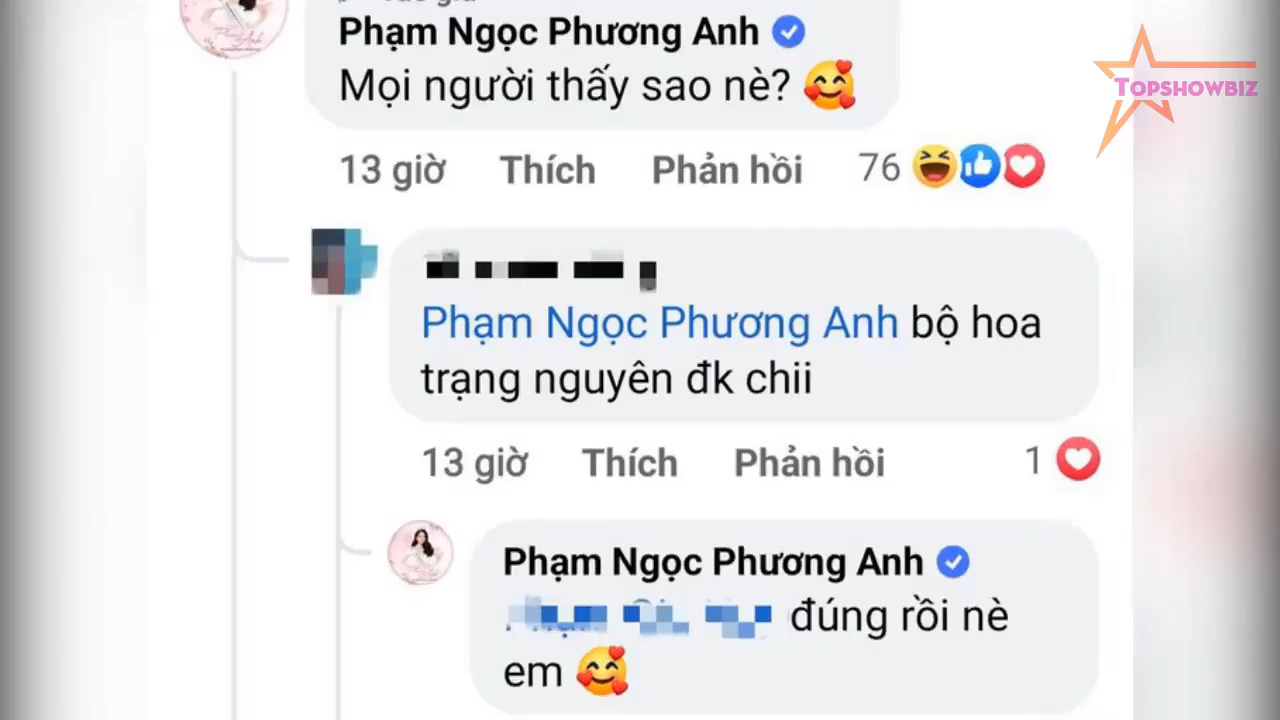 Phạm Ngọc Phương Anh
Mọi người thấy sao nè? 🥰
13 giờ Thích Phản hồi 76
TOPSHOWBIZ
Phạm Ngọc Phương Anh bộ hoa
trạng nguyên đk chii
13 giờ Thích Phản hồi 1
Phạm Ngọc Phương Anh
đúng rồi nè
em 🥰